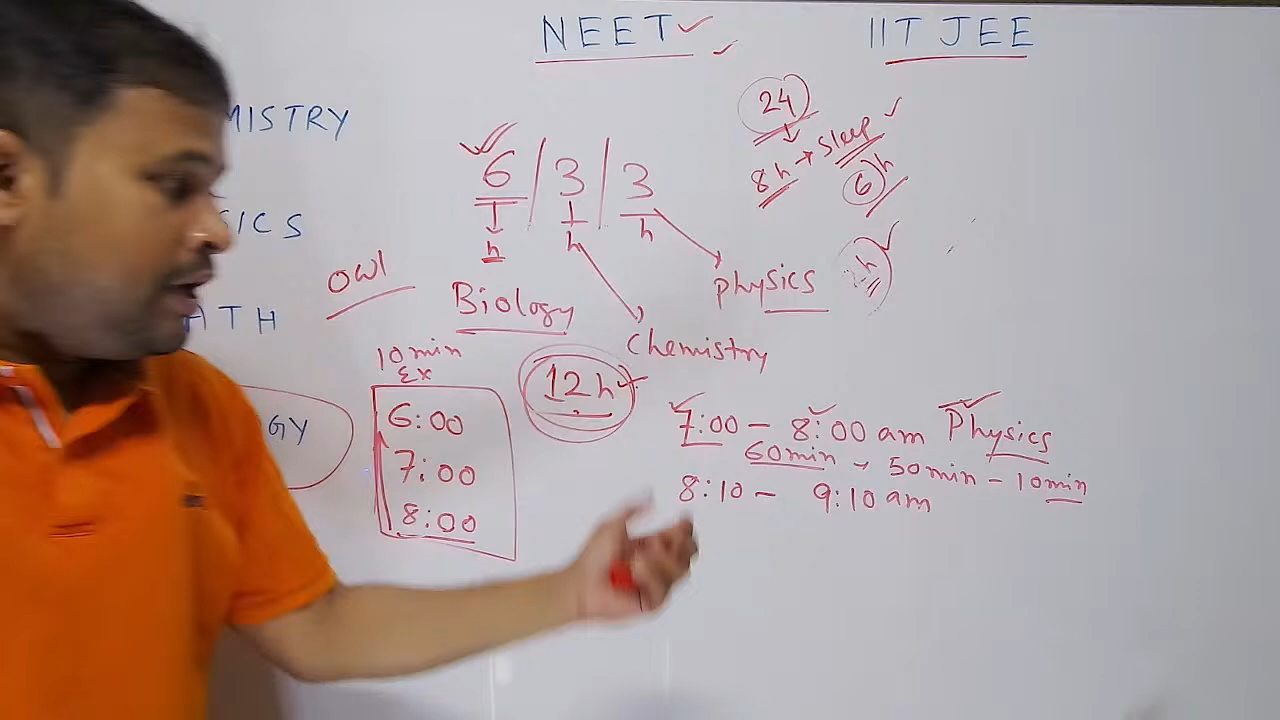 NEET
IIT JEE
MISTRY
SICS
ATH
GY
24
8h → Sleep
6 h
h
6 / 3 / 3
h h h
owl
Biology
Physics
Chemistry
12h
10 min
Ex
6:00
7:00
8:00
7:00 - 8:00 am Physics
60min - 50min - 10min
8:10 - 9:10 am